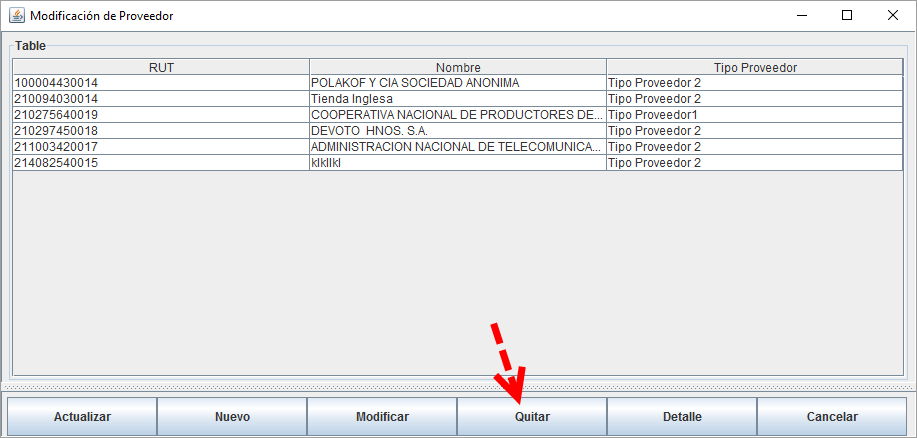 Modificación de Proveedor
Table
RUT Nombre Tipo Proveedor
100004430014 POLAKOF Y CIA SOCIEDAD ANONIMA Tipo Proveedor 2
210094030014 Tienda Inglesa Tipo Proveedor 2
210275640019 COOPERATIVA NACIONAL DE PRODUCTORES DE... Tipo Proveedor1
210297450018 DEVOTO HNOS. S.A. Tipo Proveedor 2
211003420017 ADMINISTRACION NACIONAL DE TELECOMUNICA... Tipo Proveedor 2
214082540015 klkllkl Tipo Proveedor 2
Actualizar Nuevo Modificar Quitar Detalle Cancelar